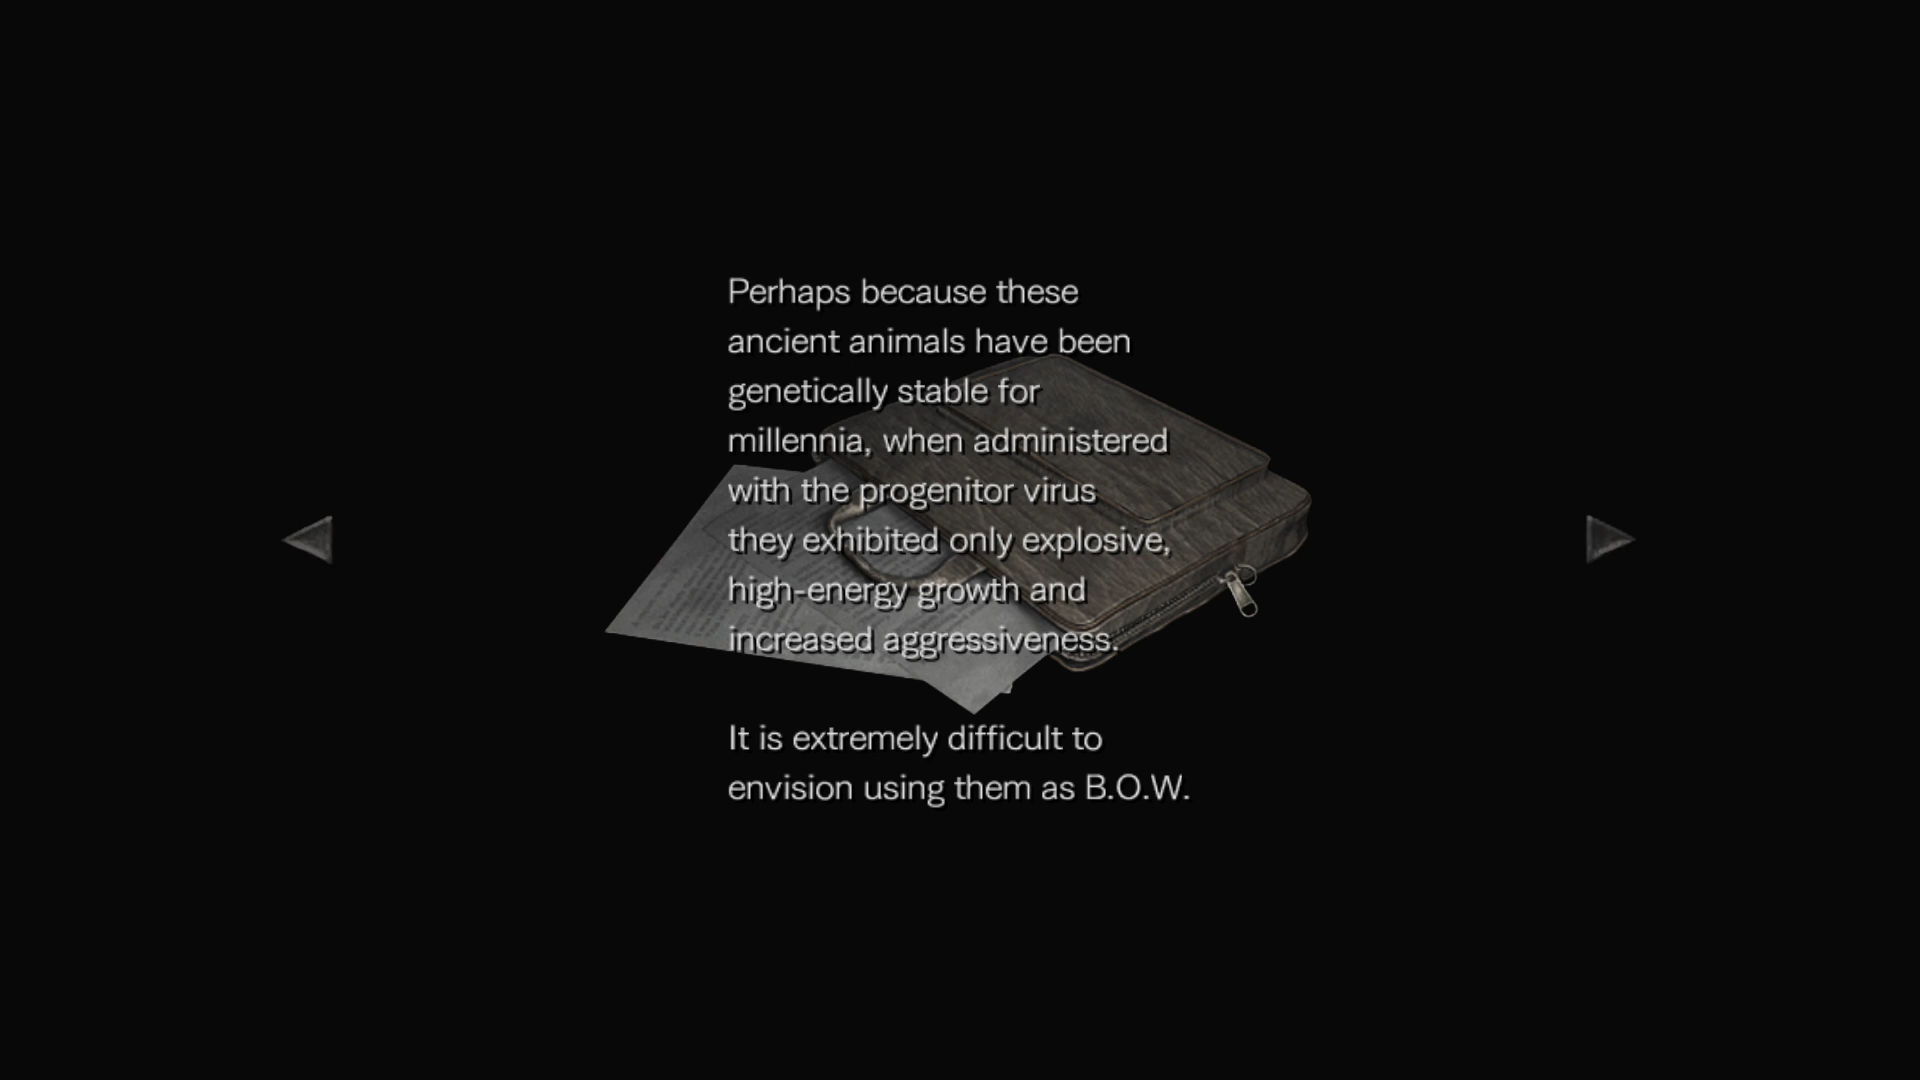 Perhaps because these
ancient animals have been
genetically stable for
millennia, when administered
with the progenitor virus
they exhibited only explosive,
high-energy growth and
increased aggressiveness.
It is extremely difficult to
envision using them as B.O.W.